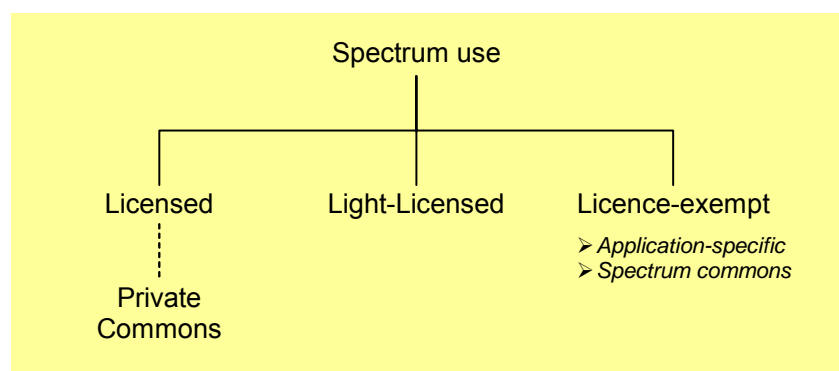 Spectrum use
Licensed
Light-Licensed
Licence-exempt
➢ Application-specific
➢ Spectrum commons
Private
Commons